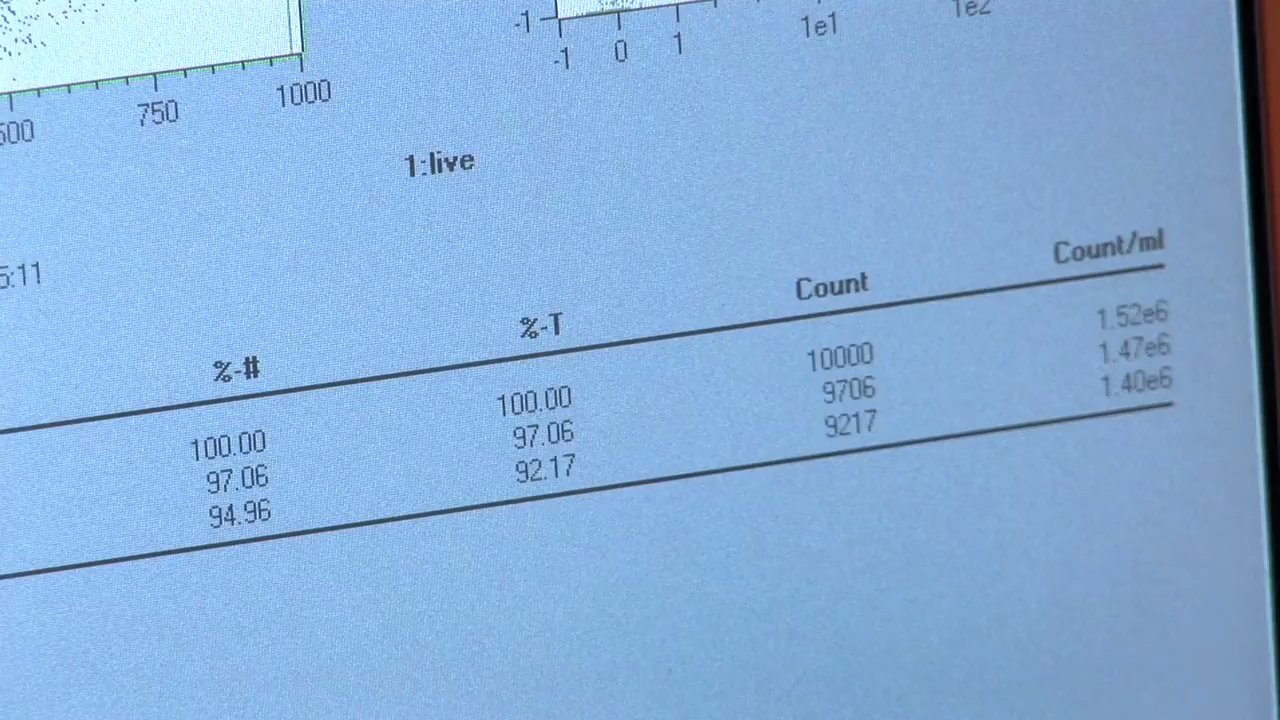 -1
-1 0 1 1e1 1e2
500 750 1000
1:live
5:11
%-# %-T Count Count/ml
100.00 100.00 10000 1.52e6
97.06 97.06 9706 1.47e6
94.96 92.17 9217 1.40e6